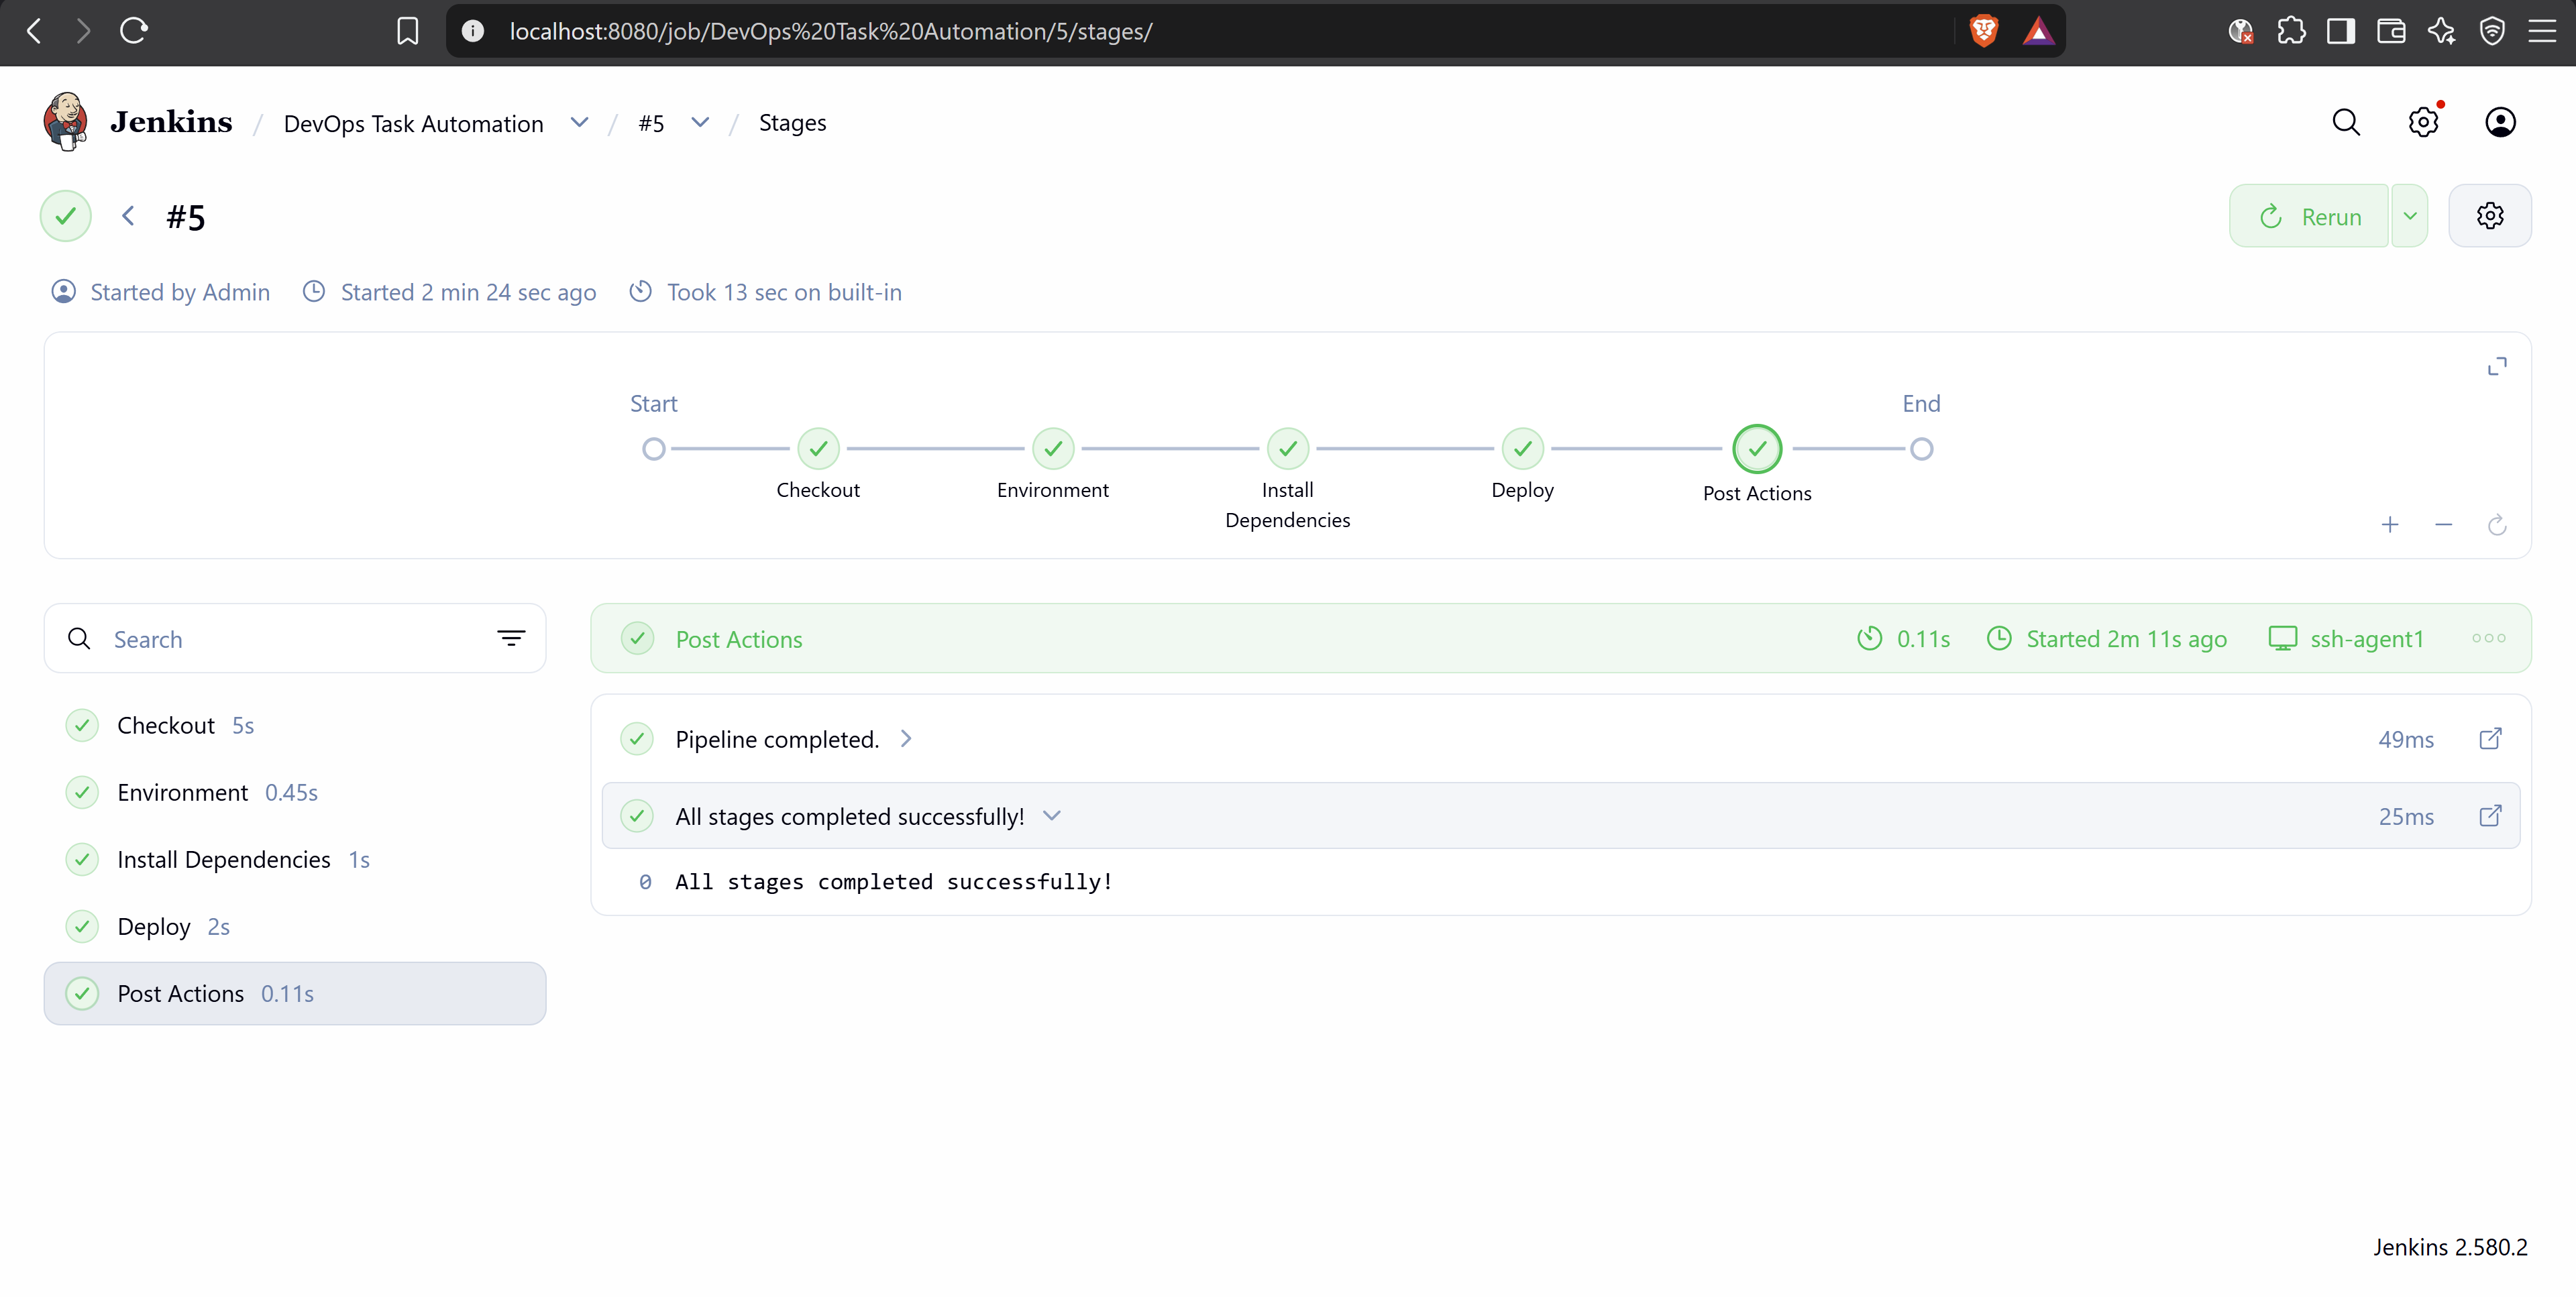 localhost:8080/job/DevOps%20Task%20Automation/5/stages/
Jenkins / DevOps Task Automation / #5 / Stages
#5
Rerun
Started by Admin Started 2 min 24 sec ago Took 13 sec on built-in
Start End
Checkout Environment Install Dependencies Deploy Post Actions
Search
Post Actions 0.11s Started 2m 11s ago ssh-agent1
Checkout 5s
Environment 0.45s
Install Dependencies 1s
Deploy 2s
Post Actions 0.11s
Pipeline completed. 49ms
All stages completed successfully! 25ms
0 All stages completed successfully!
Jenkins 2.580.2